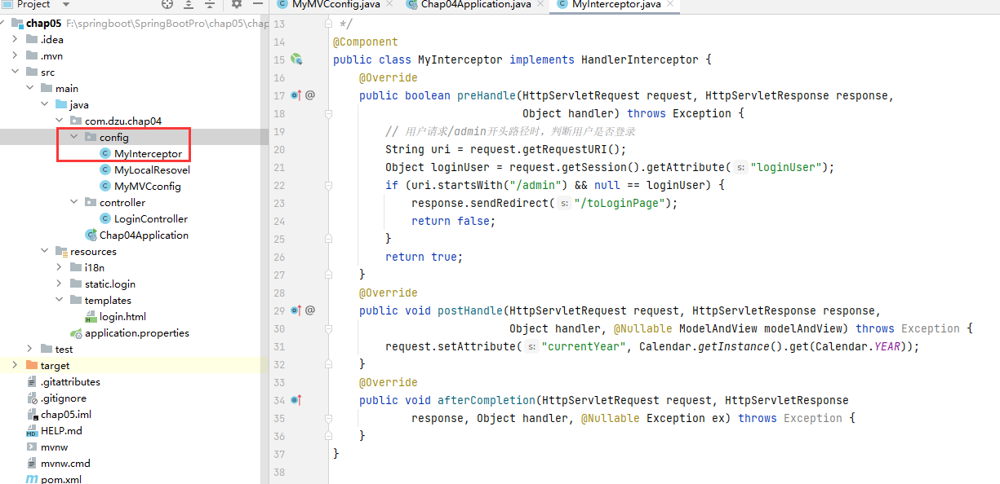 Project
MyMVCconfig.java
Chap04Application.java
MyInterceptor.java
chap05 F:\springboot\SpringBootPro\chap05\chap
.idea
.mvn
src
main
java
com.dzu.chap04
config
MyInterceptor
MyLocalResovel
MyMVCconfig
controller
LoginController
Chap04Application
resources
i18n
static.login
templates
login.html
application.properties
test
target
.gitattributes
.gitignore
chap05.iml
HELP.md
mvnw
mvnw.cmd
pom.xml
13 */
14 @Component
15 public class MyInterceptor implements HandlerInterceptor {
16 @Override
17 @ public boolean preHandle(HttpServletRequest request, HttpServletResponse response,
18 Object handler) throws Exception {
19 // 用户请求/admin开头路径时，判断用户是否登录
20 String uri = request.getRequestURI();
21 Object loginUser = request.getSession().getAttribute( s: "loginUser");
22 if (uri.startsWith("/admin") && null == loginUser) {
23 response.sendRedirect( s: "/toLoginPage");
24 return false;
25 }
26 return true;
27 }
28 @Override
29 @ public void postHandle(HttpServletRequest request, HttpServletResponse response,
30 Object handler, @Nullable ModelAndView modelAndView) throws Exception {
31 request.setAttribute( s: "currentYear", Calendar.getInstance().get(Calendar.YEAR));
32 }
33 @Override
34 public void afterCompletion(HttpServletRequest request, HttpServletResponse
35 response, Object handler, @Nullable Exception ex) throws Exception {
36 }
37 }
38